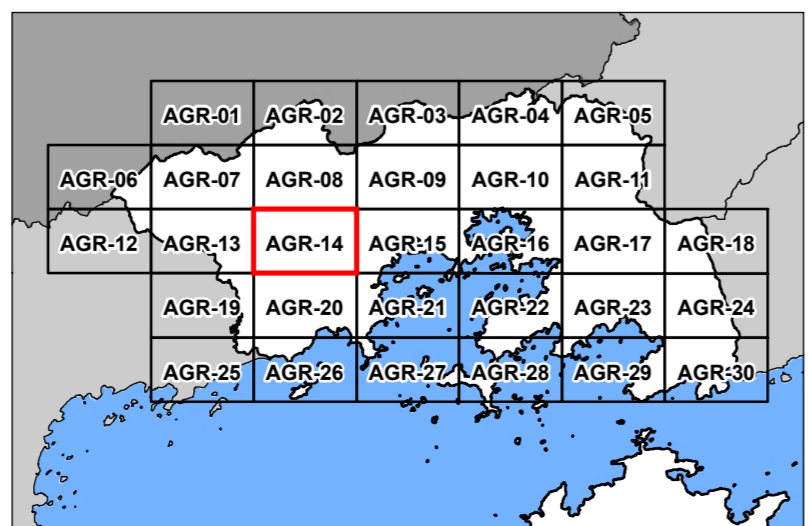 AGR-01 AGR-02 AGR-03 AGR-04 AGR-05
AGR-06 AGR-07 AGR-08 AGR-09 AGR-10 AGR-11
AGR-12 AGR-13 AGR-14 AGR-15 AGR-16 AGR-17 AGR-18
AGR-19 AGR-20 AGR-21 AGR-22 AGR-23 AGR-24
AGR-25 AGR-26 AGR-27 AGR-28 AGR-29 AGR-30